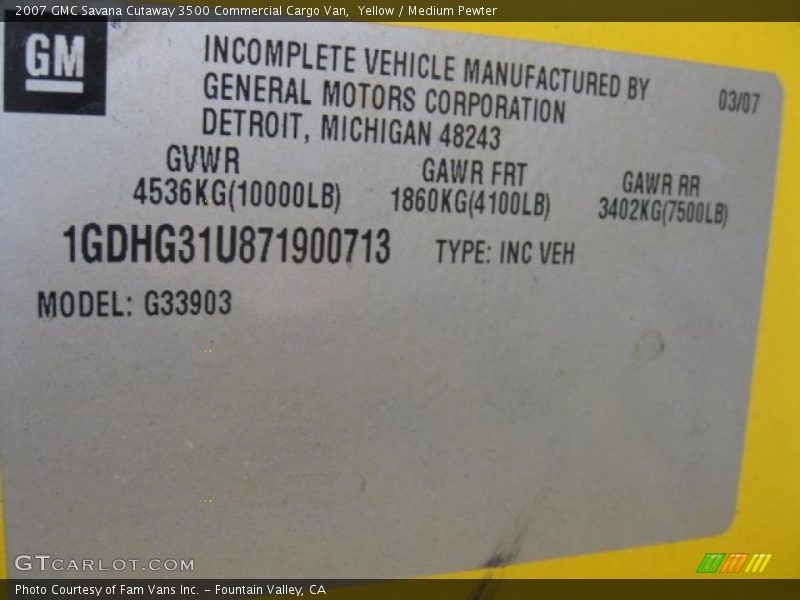 2007 GMC Savana Cutaway 3500 Commercial Cargo Van,  Yellow / Medium Pewter
GM
INCOMPLETE VEHICLE MANUFACTURED BY
GENERAL MOTORS CORPORATION
DETROIT, MICHIGAN 48243
03/07
GVWR
4536KG(10000LB)
GAWR FRT
1860KG(4100LB)
GAWR RR
3402KG(7500LB)
1GDHG31U871900713
TYPE: INC VEH
MODEL: G33903
GTCARLOT.COM
Photo Courtesy of Fam Vans Inc. - Fountain Valley, CA